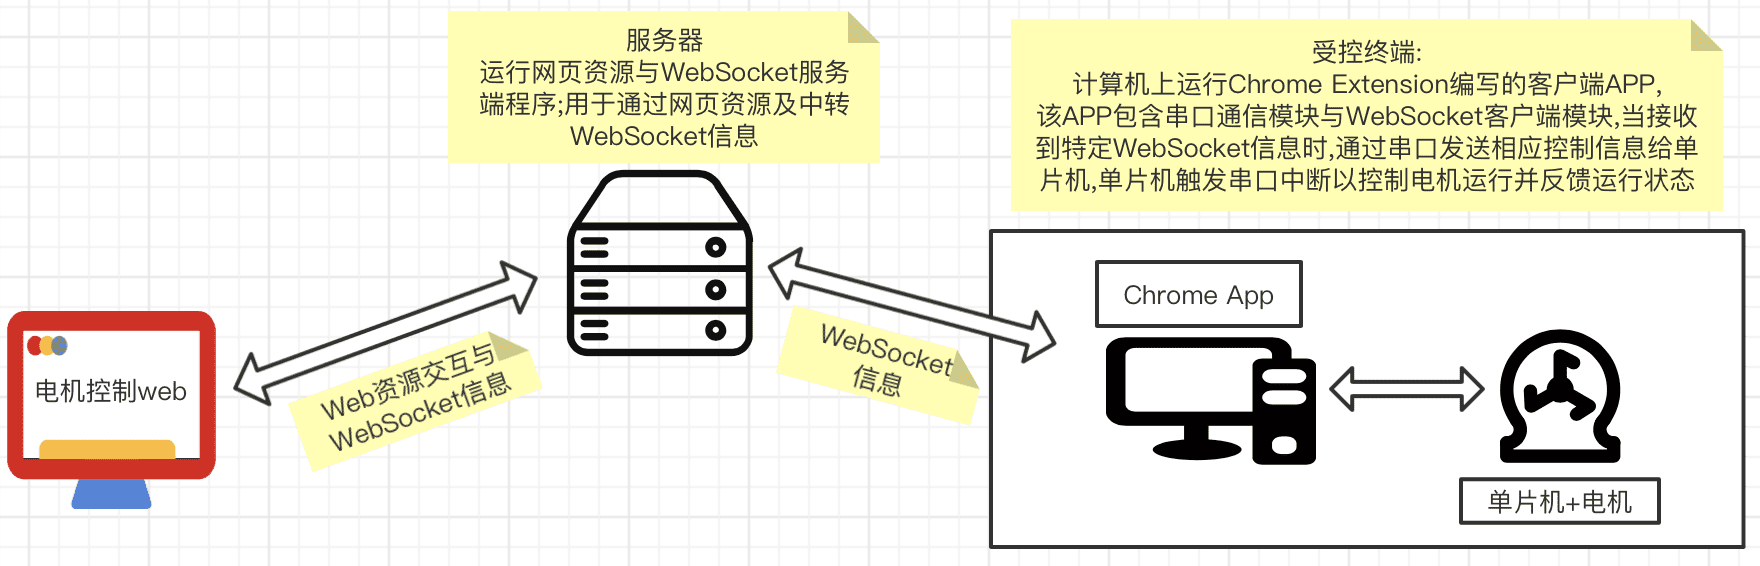 服务器
运行网页资源与WebSocket服务
端程序;用于通过网页资源及中转
WebSocket信息
受控终端:
计算机上运行Chrome Extension编写的客户端APP,
该APP包含串口通信模块与WebSocket客户端模块,当接收
到特定WebSocket信息时,通过串口发送相应控制信息给单
片机,单片机触发串口中断以控制电机运行并反馈运行状态
电机控制web
Web资源交互与
WebSocket信息
WebSocket
信息
Chrome App
单片机+电机